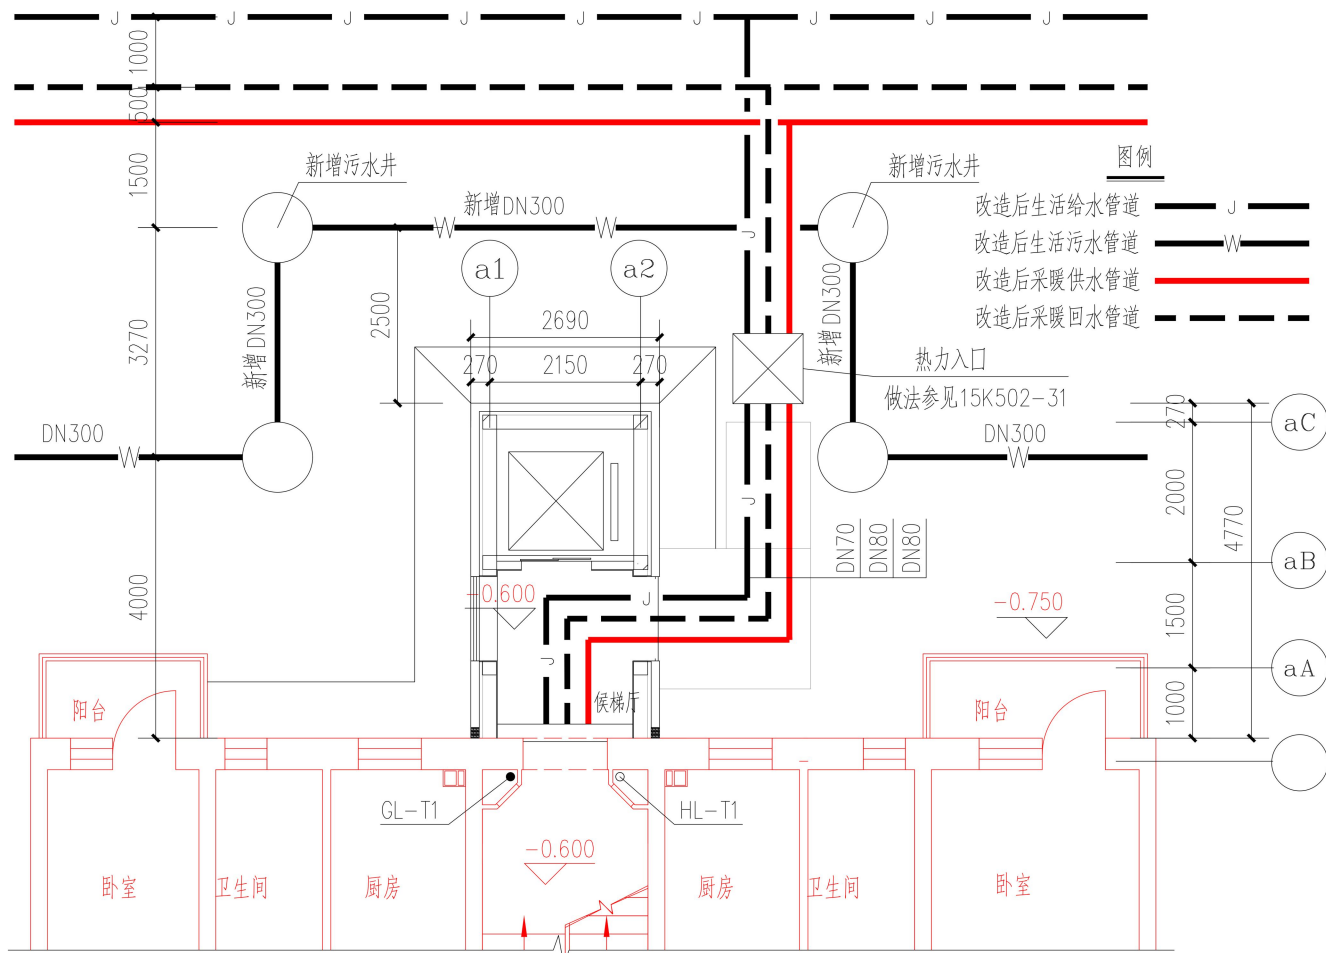 J J J J J J J J J
1000
600
1500
新增污水井
新增污水井
图例
改造后生活给水管道 J
改造后生活污水管道 W
改造后采暖供水管道
改造后采暖回水管道
新增DN300
W W
J
a1
a2
3270
2500
新增DN300
新增DN300
2690
270 2150 270
热力入口
做法参见15K502-31
DN300
W
DN300
W
270
aC
2000
4770
J
DN70
DN80
DN80
aB
4000
-0.600
J
-0.750
1500
J
aA
侯梯厅
1000
阳台
阳台
GL-T1
HL-T1
-0.600
卧室
卫生间
厨房
厨房
卫生间
卧室